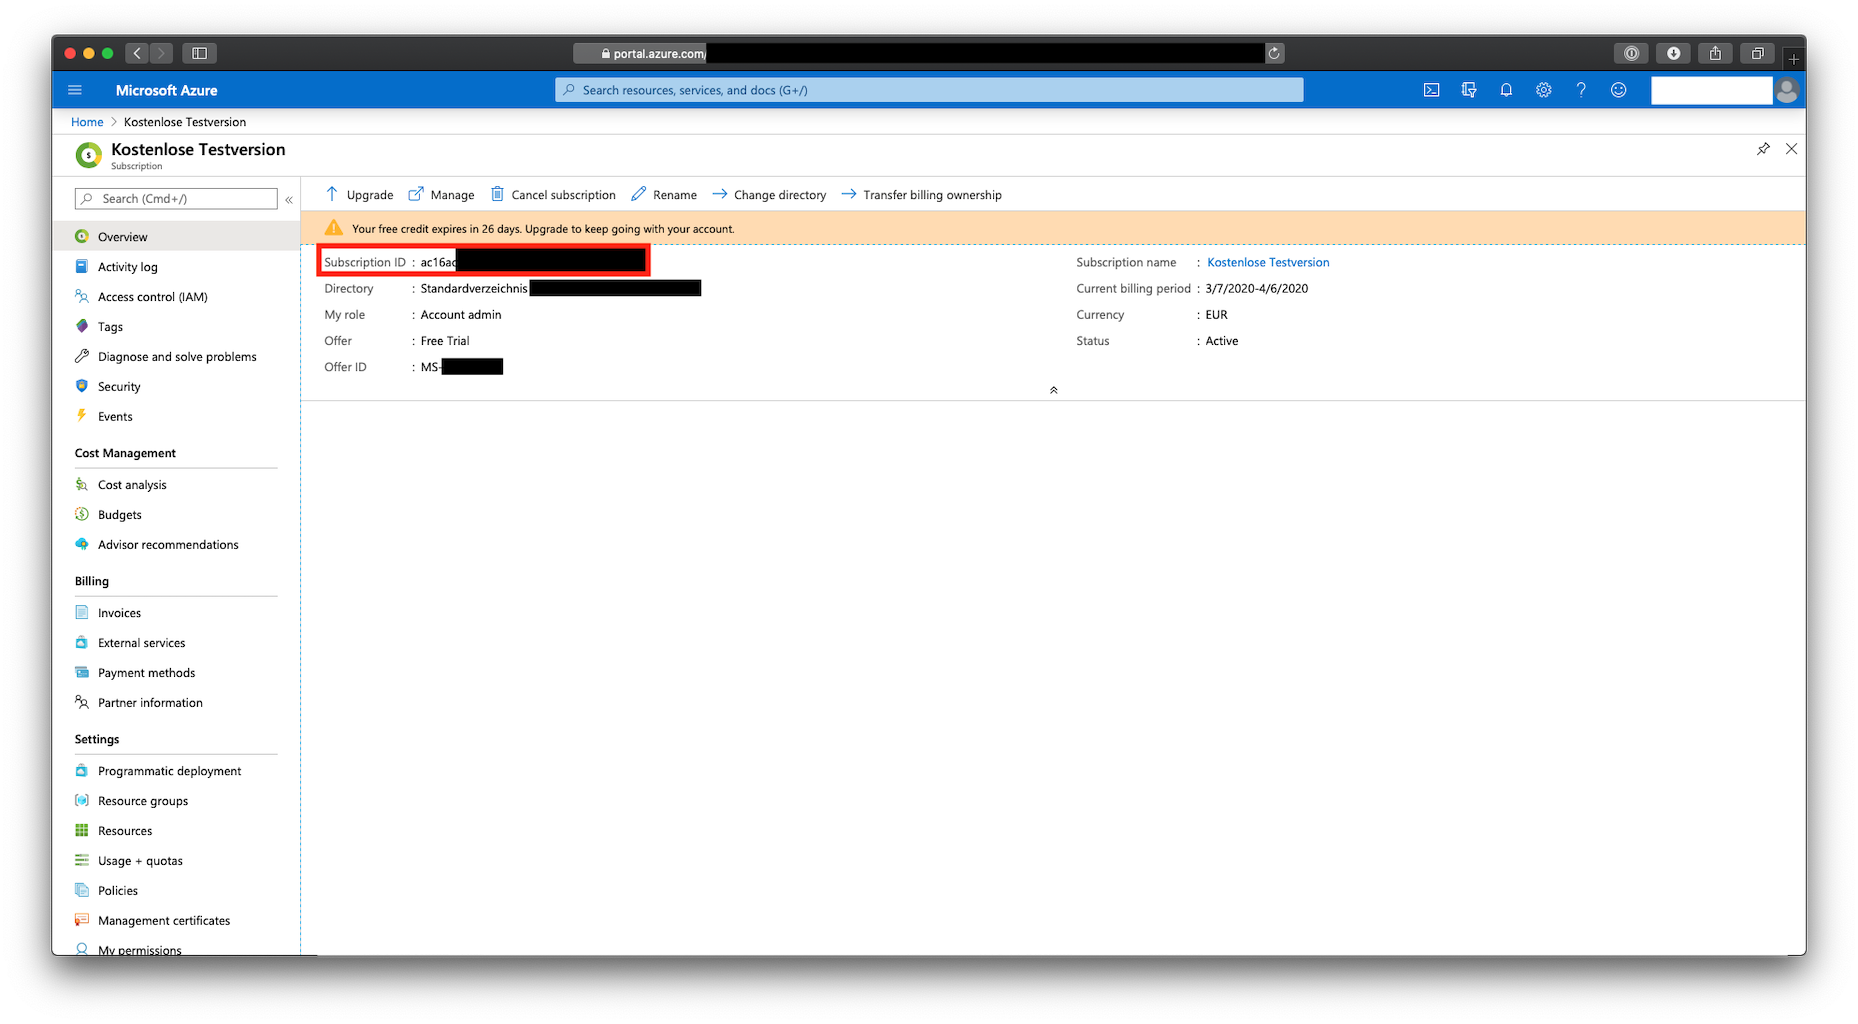 portal.azure.com/
Microsoft Azure
Search resources, services, and docs (G+/)
Home > Kostenlose Testversion
Kostenlose Testversion
Subscription
Search (Cmd+/)
«
Overview
Activity log
Access control (IAM)
Tags
Diagnose and solve problems
Security
Events
Cost Management
Cost analysis
Budgets
Advisor recommendations
Billing
Invoices
External services
Payment methods
Partner information
Settings
Programmatic deployment
Resource groups
Resources
Usage + quotas
Policies
Management certificates
My permissions
Upgrade Manage Cancel subscription Rename Change directory Transfer billing ownership
Your free credit expires in 26 days. Upgrade to keep going with your account.
Subscription ID : ac16ac
Directory : Standardverzeichnis
My role : Account admin
Offer : Free Trial
Offer ID : MS-
Subscription name : Kostenlose Testversion
Current billing period : 3/7/2020-4/6/2020
Currency : EUR
Status : Active